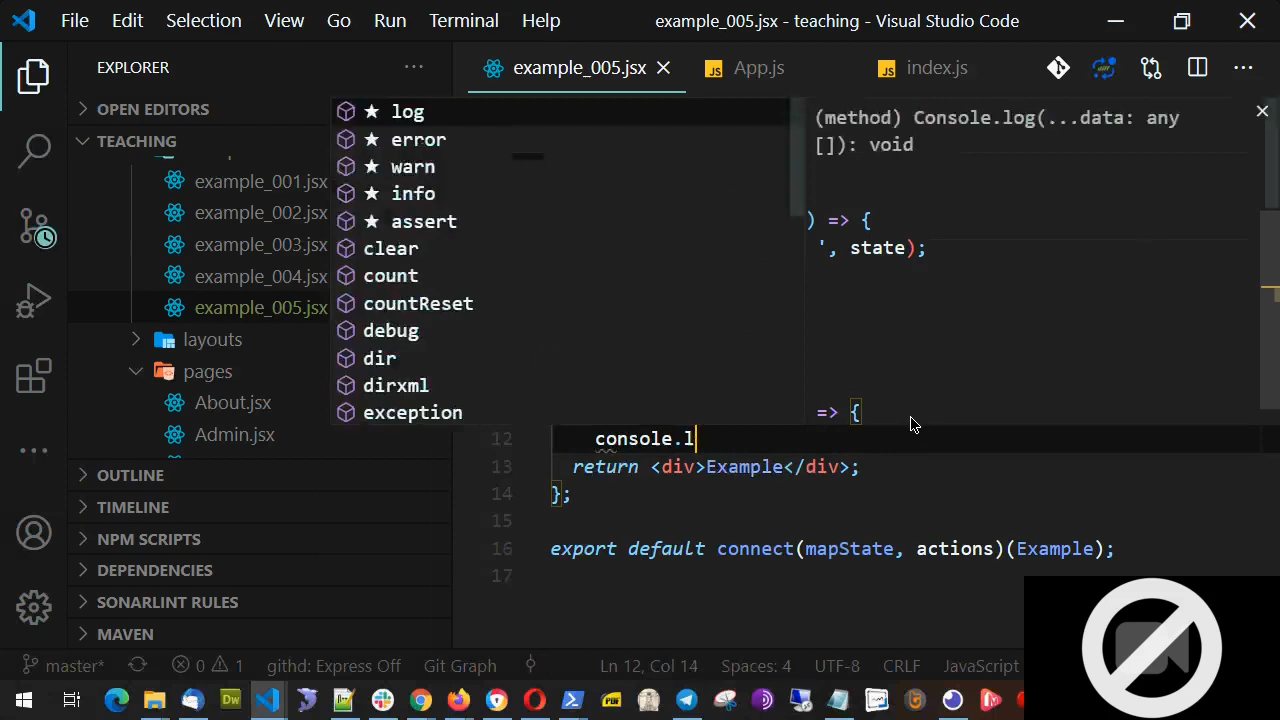 File Edit Selection View Go Run Terminal Help example_005.jsx - teaching - Visual Studio Code
EXPLORER
example_005.jsx
JS App.js
JS index.js
OPEN EDITORS
TEACHING
example_001.jsx
example_002.jsx
example_003.jsx
example_004.jsx
example_005.jsx
layouts
pages
About.jsx
Admin.jsx
OUTLINE
TIMELINE
NPM SCRIPTS
DEPENDENCIES
SONARLINT RULES
MAVEN
★ log
★ error
★ warn
★ info
★ assert
clear
count
countReset
debug
dir
dirxml
exception
(method) Console.log(...data: any
[]): void
) => {
', state);
=> {
12 console.l
13 return <div>Example</div>;
14 };
15
16 export default connect(mapState, actions)(Example);
17
master* 0 1 githd: Express Off Git Graph Ln 12, Col 14 Spaces: 4 UTF-8 CRLF JavaScript
Dw